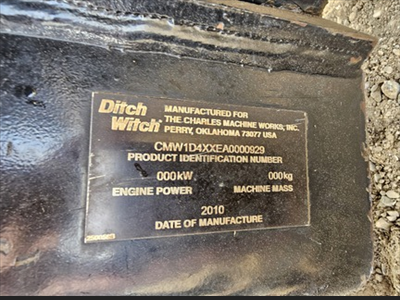 Ditch Witch
MANUFACTURED FOR
THE CHARLES MACHINE WORKS, INC.
PERRY, OKLAHOMA 73077 USA
CMW1D4XXEA0000929
PRODUCT IDENTIFICATION NUMBER
000kW 000kg
ENGINE POWER MACHINE MASS
2010
DATE OF MANUFACTURE